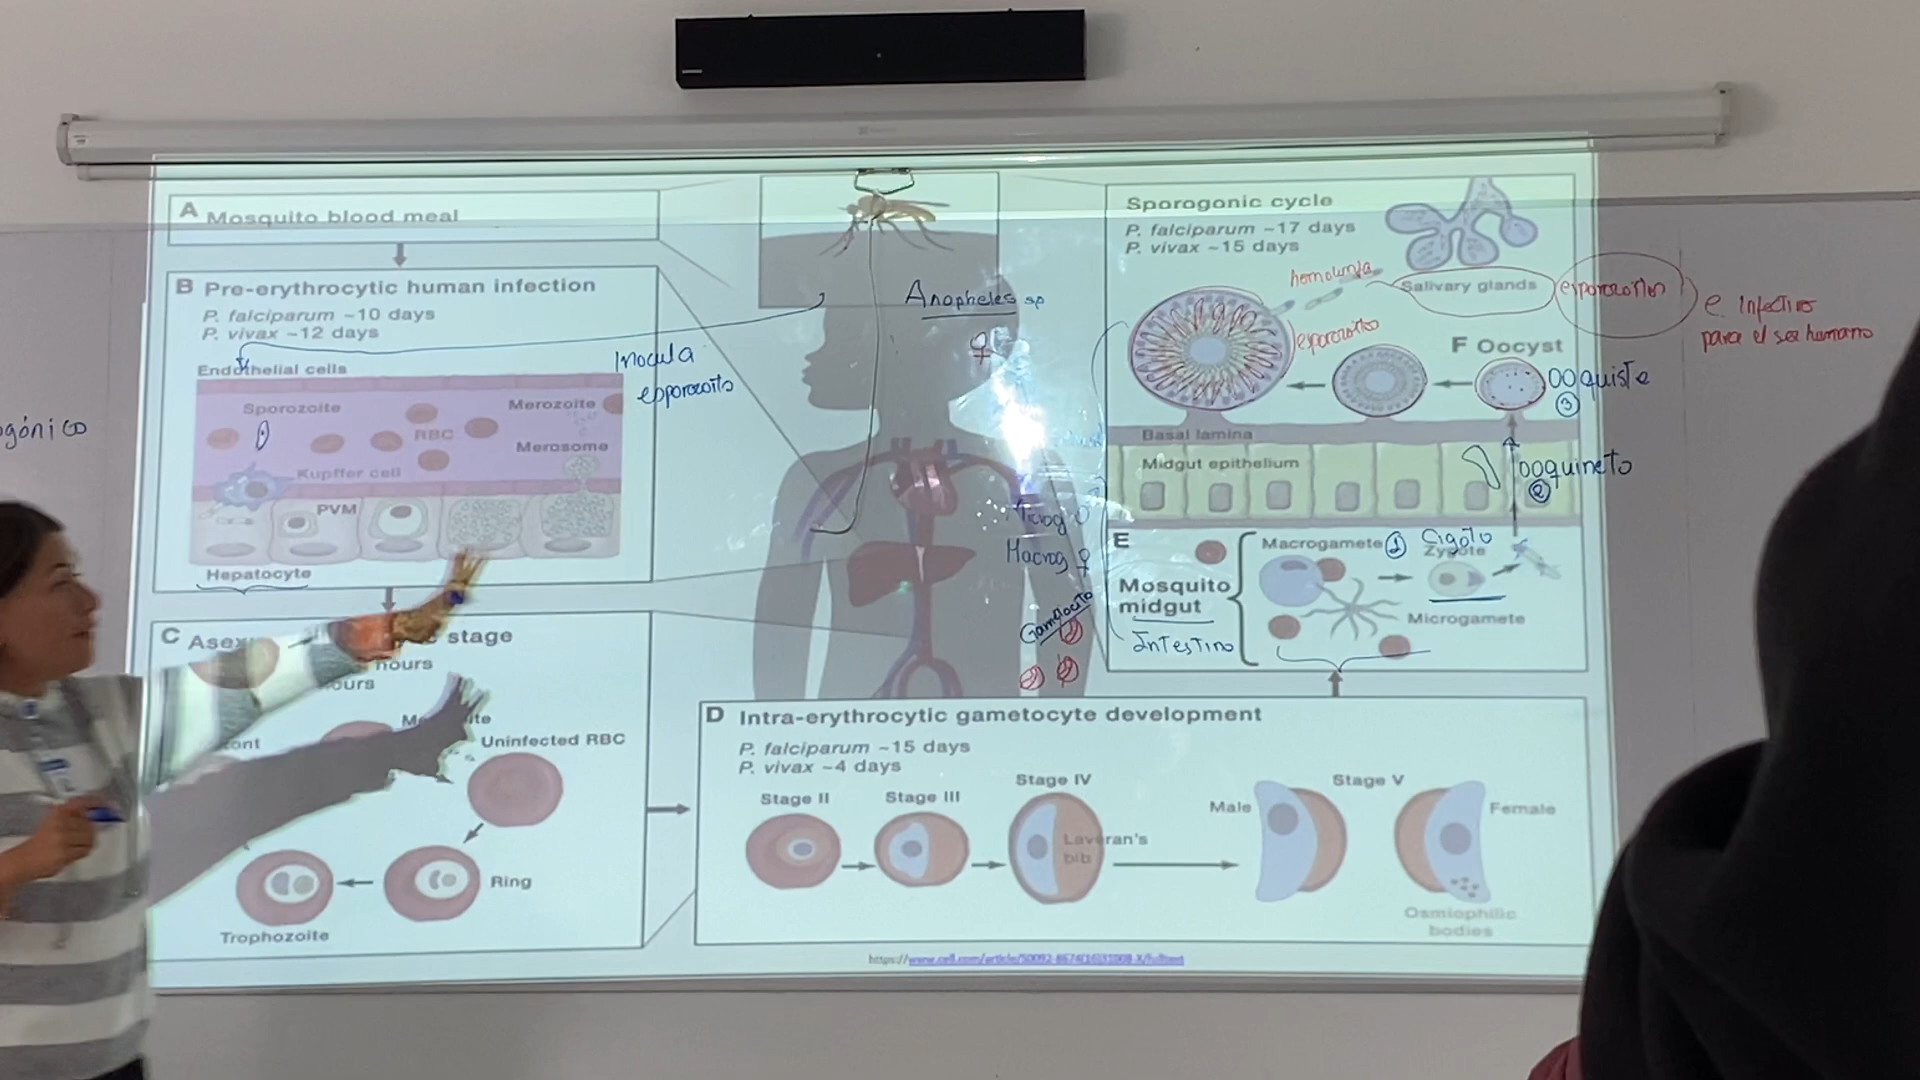 A Mosquito blood meal
B Pre-erythrocytic human infection
P. falciparum ~10 days
P. vivax ~12 days
Endothelial cells
Sporozoite
Merozoite
RBC
Merosome
Kupffer cell
PVM
Hepatocyte
Inocula
esporozoito
C
stage
hours
Uninfected RBC
Ring
Trophozoite
Anopheles sp
♀
Macrog ♀
Gametocito
D Intra-erythrocytic gametocyte development
P. falciparum ~15 days
P. vivax ~4 days
Stage II
Stage III
Stage IV
Laveran's
bib
Stage V
Male
Female
Osmiophilic
bodies
E
Mosquito
midgut
Intestino
Macrogamete
1
Cigoto
Zygote
Microgamete
Sporogonic cycle
P. falciparum ~17 days
P. vivax ~15 days
Salivary glands
esporozoito
e infectivo
para el ser humano
F Oocyst
Ooquiste
3
Basal lamina
Midgut epithelium
Ooquineto
2